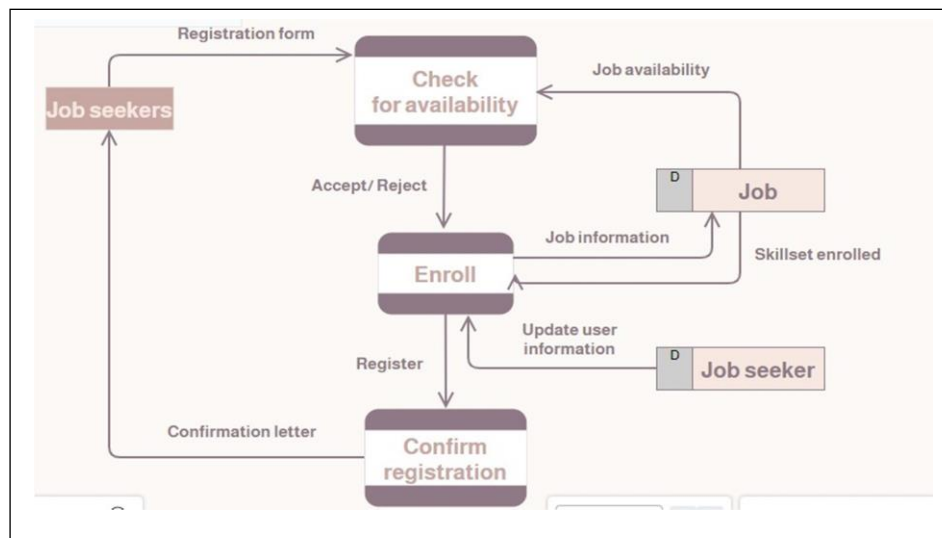 Registration form
Check
for availability
Job availability
Job seekers
Accept/ Reject
D
Job
Job information
Skillset enrolled
Enroll
Update user
information
D
Job seeker
Register
Confirmation letter
Confirm
registration